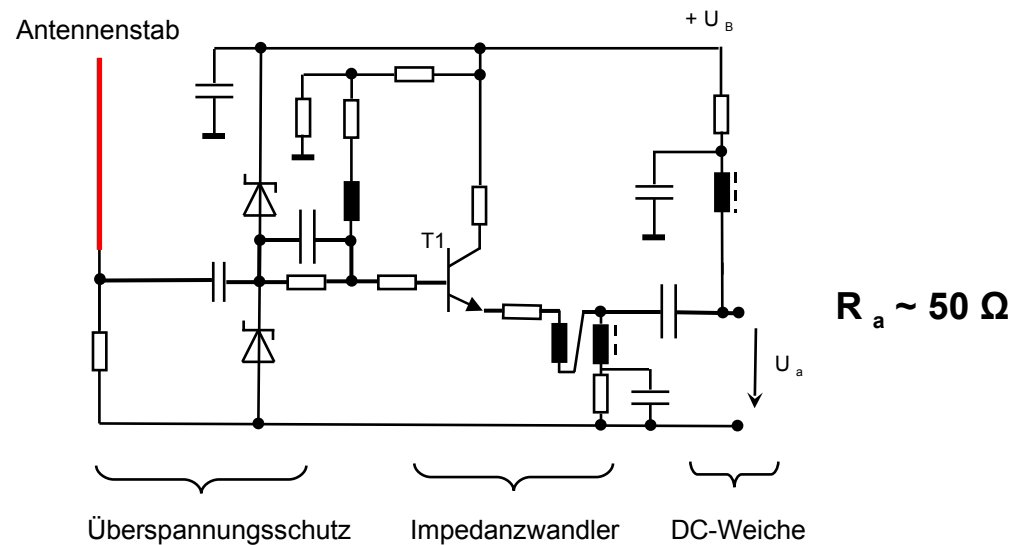 Antennenstab
+ U B
T1
R a ~ 50 Ω
U a
Überspannungsschutz
Impedanzwandler
DC-Weiche